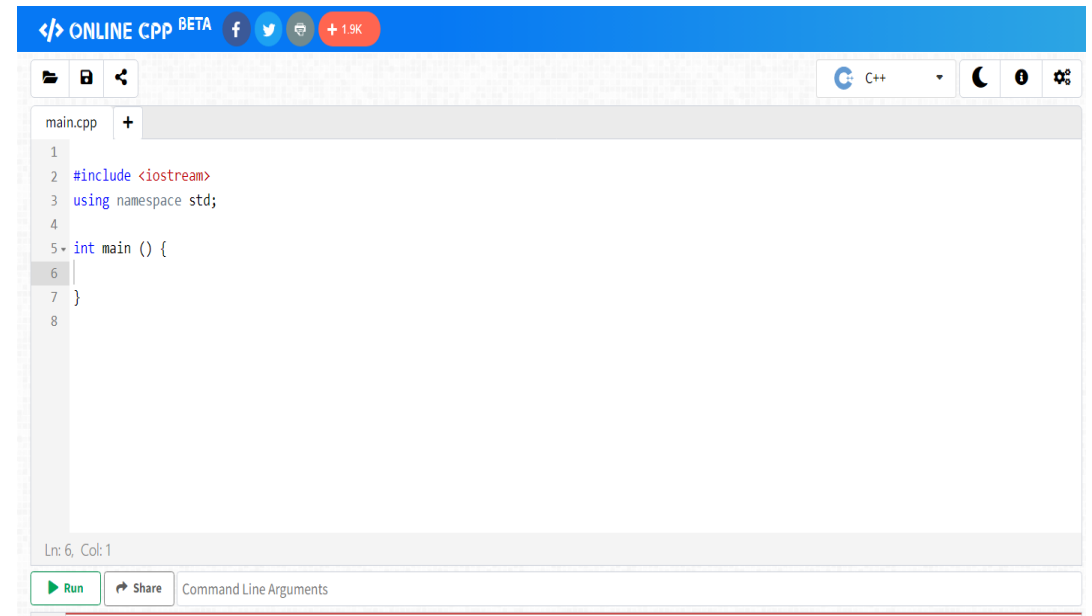 </> ONLINE CPP BETA f + 1.9K
C++
main.cpp +
1
2 #include <iostream>
3 using namespace std;
4
5 int main () {
6
7 }
8
Ln: 6, Col: 1
Run Share Command Line Arguments